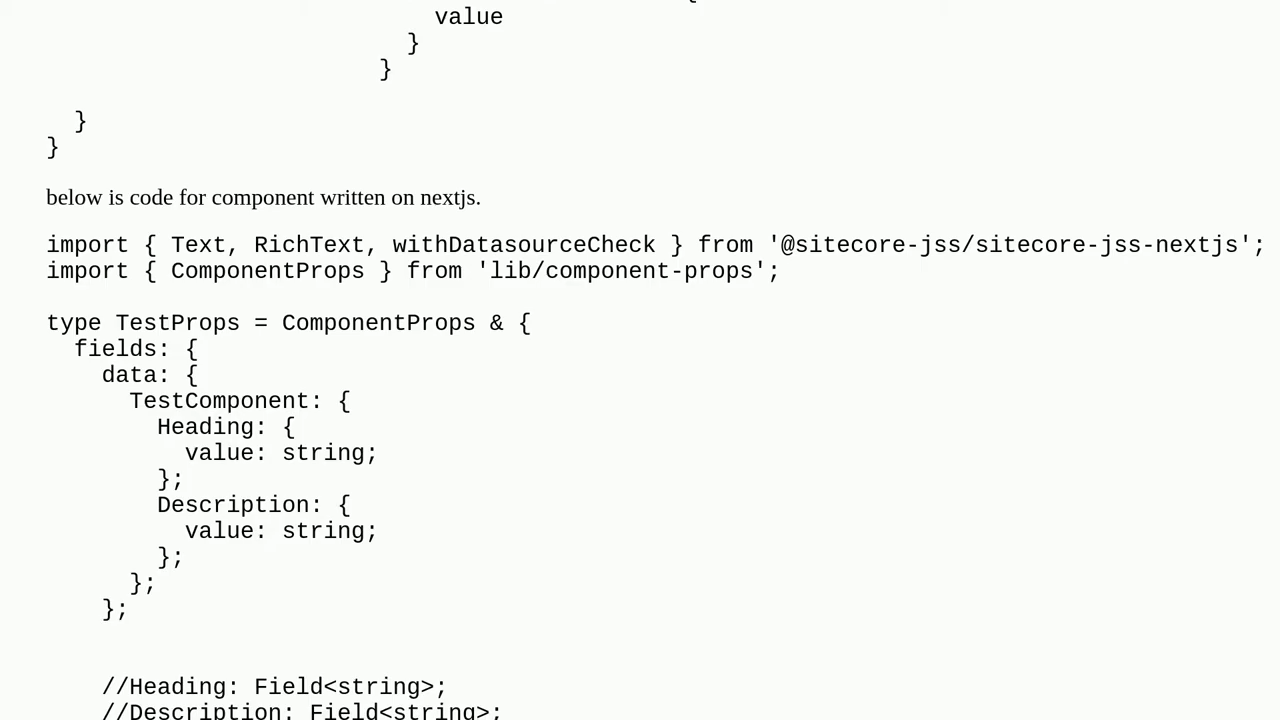 value
}
}
}
}
below is code for component written on nextjs.
import { Text, RichText, withDatasourceCheck } from '@sitecore-jss/sitecore-jss-nextjs';
import { ComponentProps } from 'lib/component-props';
type TestProps = ComponentProps & {
fields: {
data: {
TestComponent: {
Heading: {
value: string;
};
Description: {
value: string;
};
};
};
//Heading: Field<string>;
//Description: Field<string>;